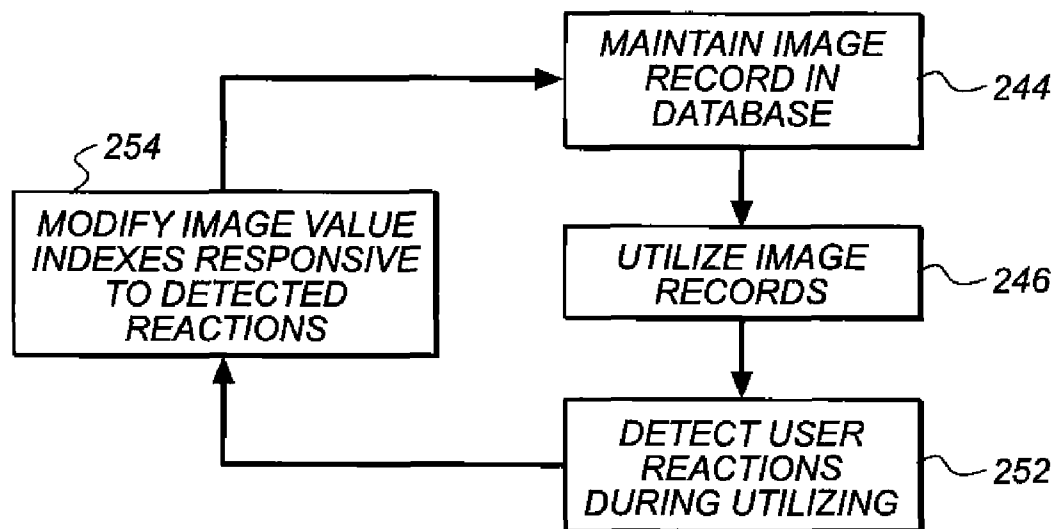 MAINTAIN IMAGE
RECORD IN
DATABASE
244
254
MODIFY IMAGE VALUE
INDEXES RESPONSIVE
TO DETECTED
REACTIONS
UTILIZE IMAGE
RECORDS
246
DETECT USER
REACTIONS
DURING UTILIZING
252